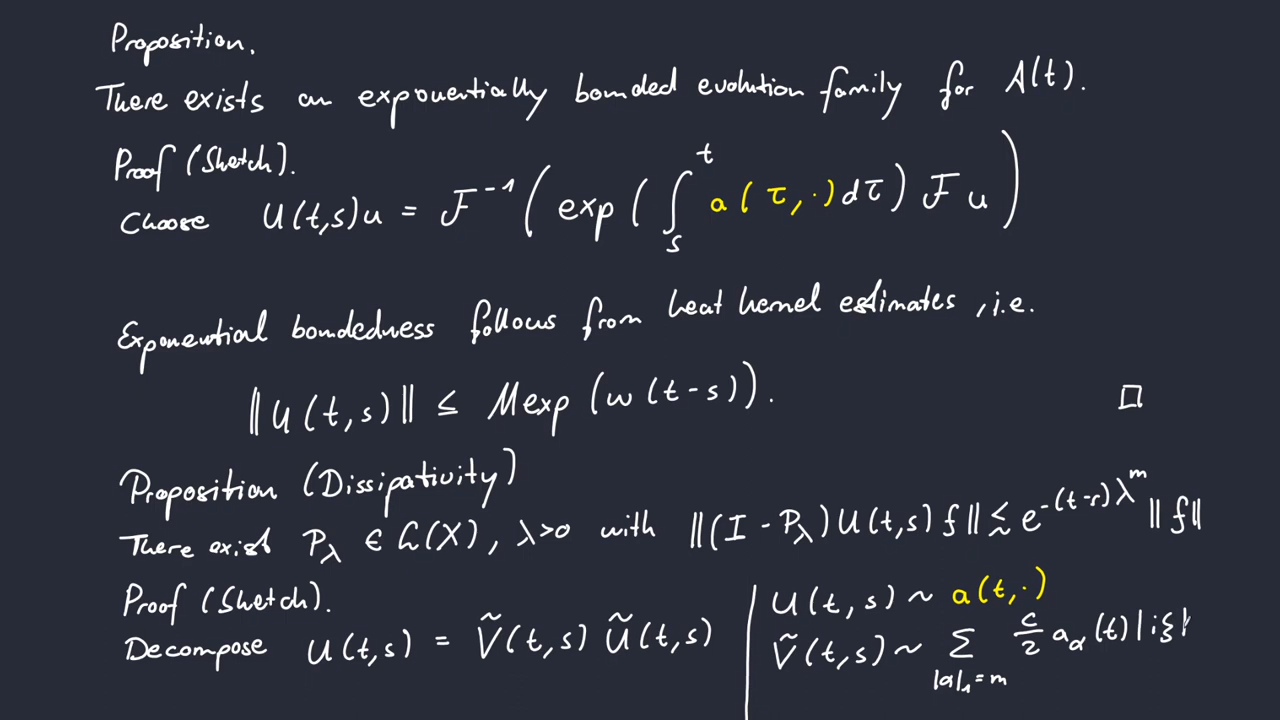 Proposition.
There exists an exponentially bounded evolution family for A(t).
Proof (Sketch).
Choose U(t,s)u = F⁻¹( exp( ∫ₛᵗ a(τ,·)dτ) F u )
Exponential boundedness follows from heat kernel estimates, i.e.
‖U(t,s)‖ ≤ M exp(w(t-s)). □
Proposition (Dissipativity)
There exist P_λ ∈ L(X), λ>0 with ‖(I - P_λ)U(t,s)f‖ ≲ e^{-(t-s)λ^m} ‖f‖
Proof (Sketch).
Decompose U(t,s) = Ṽ(t,s) Ũ(t,s)
U(t,s) ~ a(t,·)
Ṽ(t,s) ~ Σ_{|α|₁=m} c/2 a_α(t)|iξ|